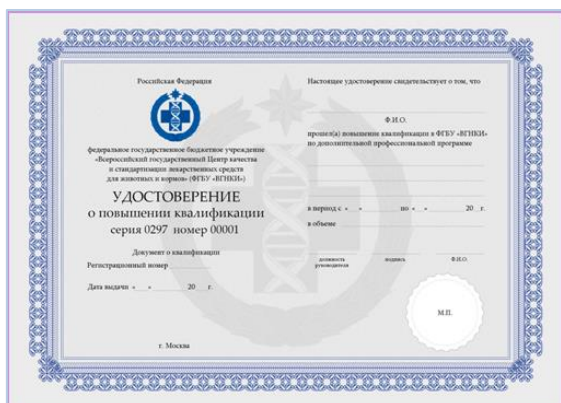 Российская Федерация
федеральное государственное бюджетное учреждение
«Всероссийский государственный Центр качества
и стандартизации лекарственных средств
для животных и кормов» (ФГБУ «ВГНКИ»)
УДОСТОВЕРЕНИЕ
о повышении квалификации
серия 0297 номер 00001
Документ о квалификации
Регистрационный номер
Дата выдачи « » 20 г.
г. Москва
Настоящее удостоверение свидетельствует о том, что
Ф.И.О.
прошел(а) повышение квалификации в ФГБУ «ВГНКИ»
по дополнительной профессиональной программе
в период с « » по « » 20 г.
в объеме
должность руководителя
подпись
Ф.И.О.
М.П.